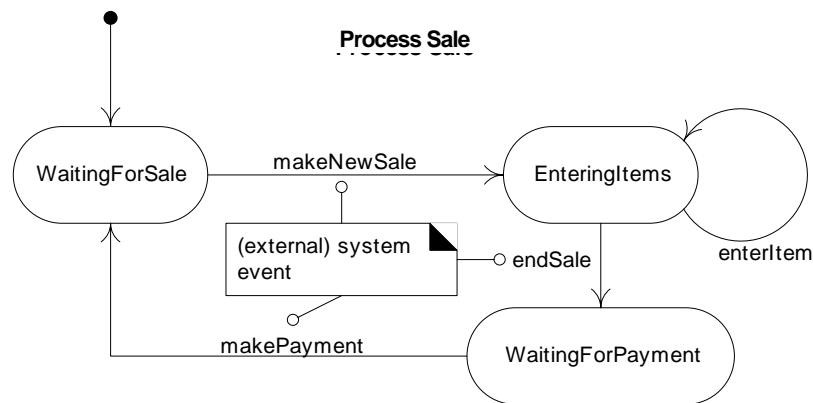 Process Sale
WaitingForSale
makeNewSale
EnteringItems
(external) system
event
endSale
enterItem
makePayment
WaitingForPayment